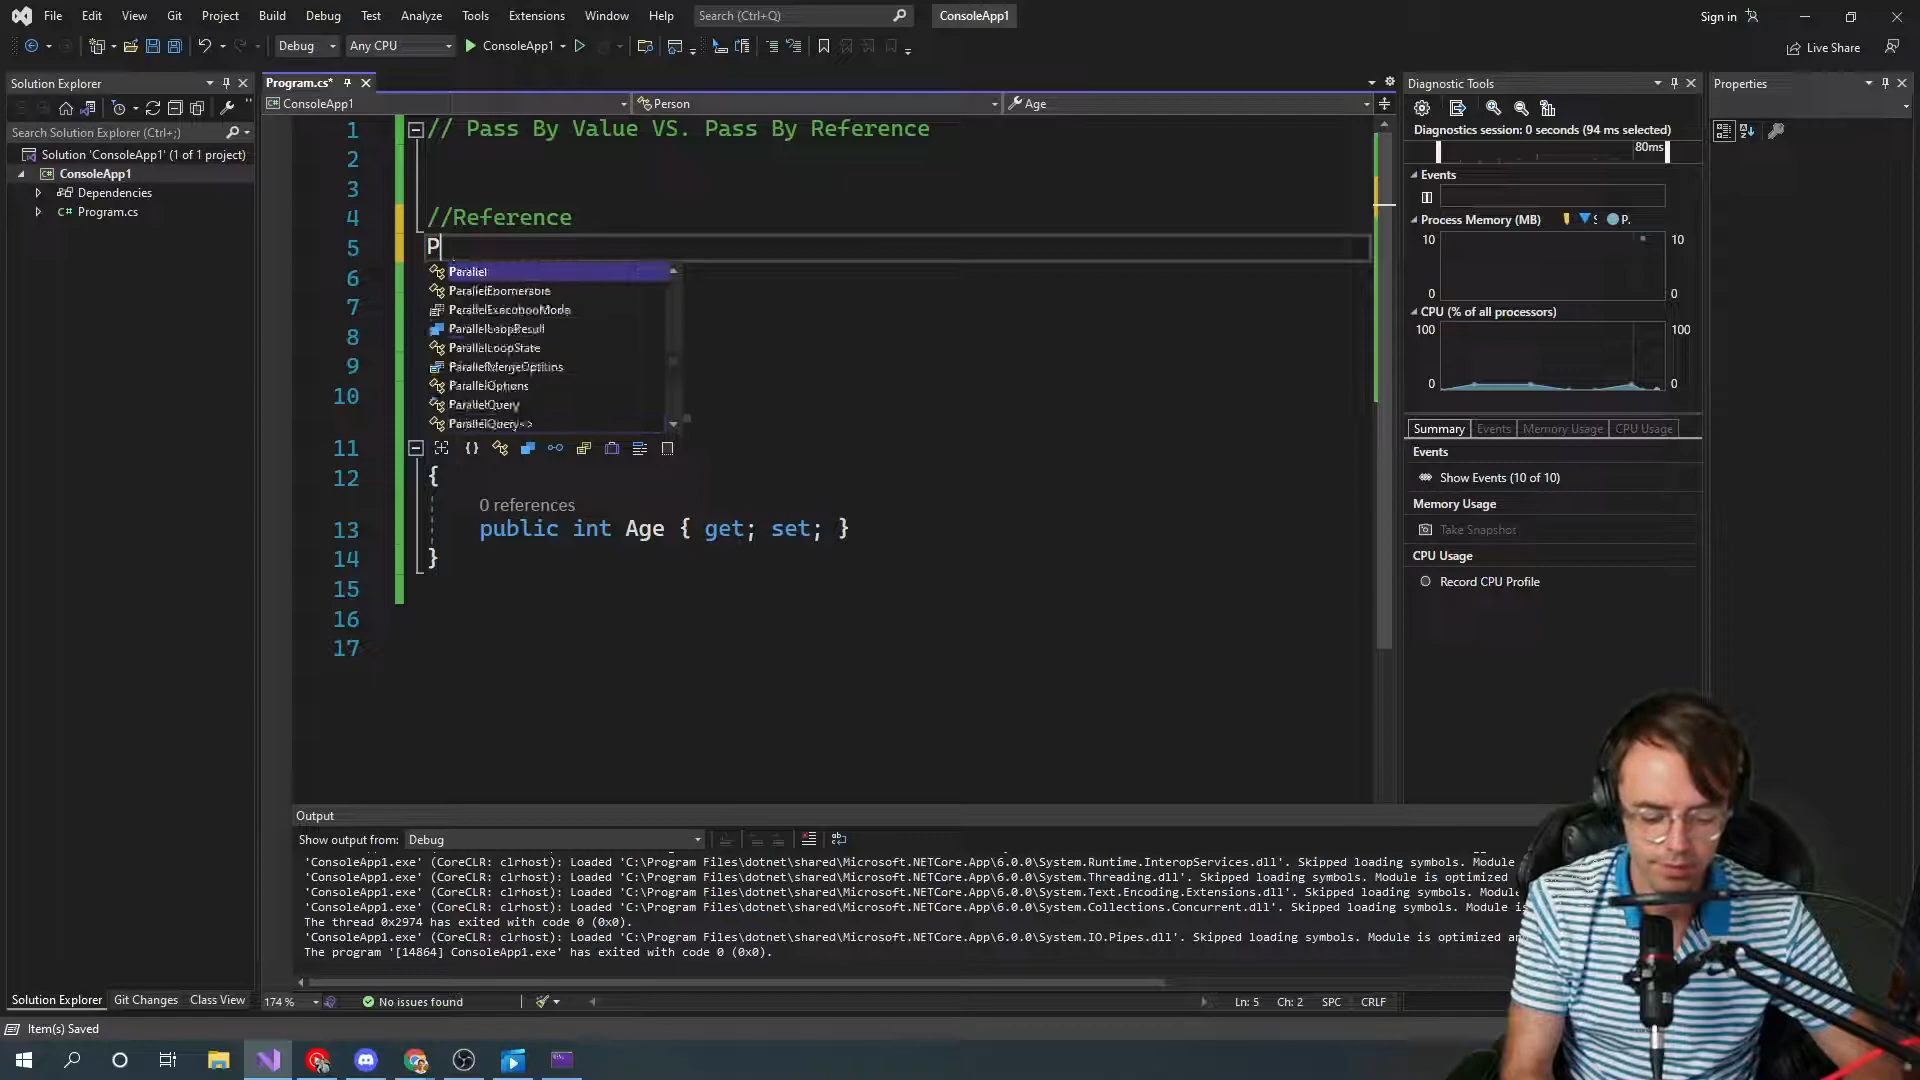 File Edit View Git Project Build Debug Test Analyze Tools Extensions Window Help Search (Ctrl+Q) ConsoleApp1 Sign in
Debug Any CPU ConsoleApp1 Live Share
Solution Explorer
Search Solution Explorer (Ctrl+;)
Solution 'ConsoleApp1' (1 of 1 project)
ConsoleApp1
Dependencies
C# Program.cs
Program.cs*
ConsoleApp1 Person Age
1 // Pass By Value VS. Pass By Reference
2
3
4 //Reference
5 P
6
7
8
9
10
11
12 {
0 references
13 public int Age { get; set; }
14 }
15
16
17
Parallel
ParallelEnumerable
ParallelExecutionMode
ParallelLoopResult
ParallelLoopState
ParallelMergeOptions
ParallelOptions
ParallelQuery
ParallelQuery<>
Diagnostic Tools
Diagnostics session: 0 seconds (94 ms selected)
80ms
Events
Process Memory (MB) P.
10 10
0 0
CPU (% of all processors)
100 100
0 0
Summary Events Memory Usage CPU Usage
Events
Show Events (10 of 10)
Memory Usage
Take Snapshot
CPU Usage
Record CPU Profile
Properties
Output
Show output from: Debug
'ConsoleApp1.exe' (CoreCLR: clrhost): Loaded 'C:\Program Files\dotnet\shared\Microsoft.NETCore.App\6.0.0\System.Runtime.InteropServices.dll'. Skipped loading symbols. Module
'ConsoleApp1.exe' (CoreCLR: clrhost): Loaded 'C:\Program Files\dotnet\shared\Microsoft.NETCore.App\6.0.0\System.Threading.dll'. Skipped loading symbols. Module is optimized
'ConsoleApp1.exe' (CoreCLR: clrhost): Loaded 'C:\Program Files\dotnet\shared\Microsoft.NETCore.App\6.0.0\System.Text.Encoding.Extensions.dll'. Skipped loading symbols. Module
'ConsoleApp1.exe' (CoreCLR: clrhost): Loaded 'C:\Program Files\dotnet\shared\Microsoft.NETCore.App\6.0.0\System.Collections.Concurrent.dll'. Skipped loading symbols. Module is
The thread 0x2974 has exited with code 0 (0x0).
'ConsoleApp1.exe' (CoreCLR: clrhost): Loaded 'C:\Program Files\dotnet\shared\Microsoft.NETCore.App\6.0.0\System.IO.Pipes.dll'. Skipped loading symbols. Module is optimized an
The program '[14864] ConsoleApp1.exe' has exited with code 0 (0x0).
Solution Explorer Git Changes Class View
174 % No issues found Ln: 5 Ch: 2 SPC CRLF
Item(s) Saved